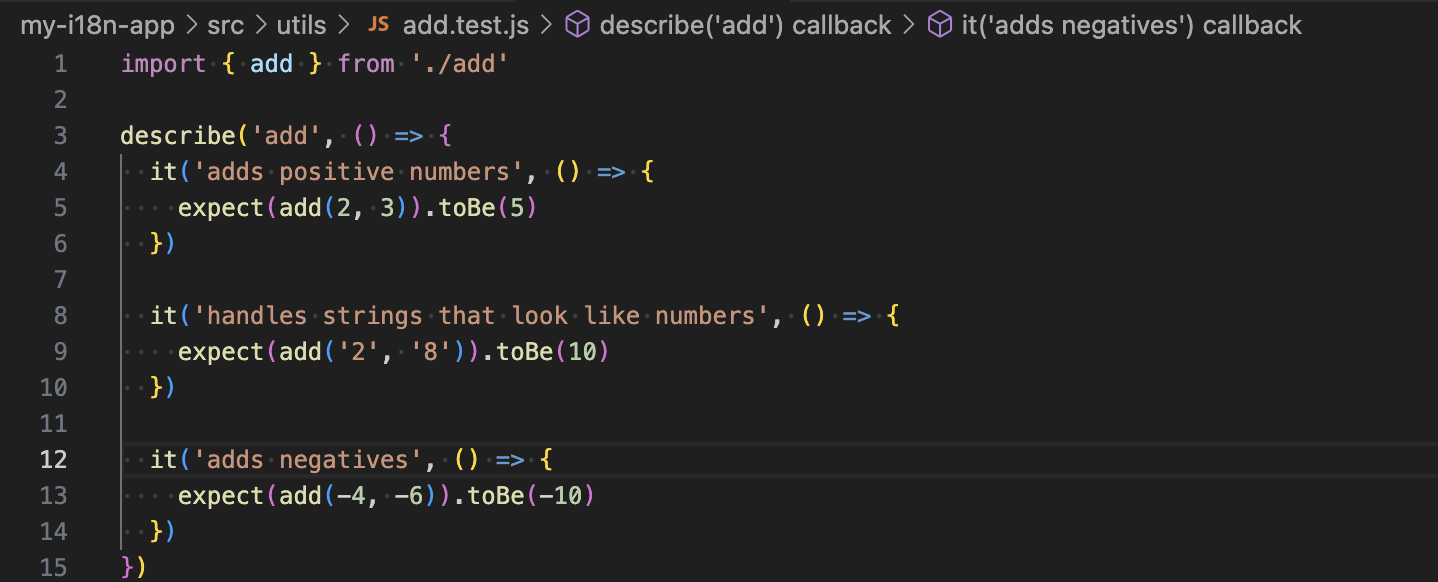 my-i18n-app > src > utils > JS add.test.js > describe('add') callback > it('adds negatives') callback
1 import { add } from './add'
2
3 describe('add', () => {
4   it('adds positive numbers', () => {
5     expect(add(2, 3)).toBe(5)
6   })
7
8   it('handles strings that look like numbers', () => {
9     expect(add('2', '8')).toBe(10)
10   })
11
12   it('adds negatives', () => {
13     expect(add(-4, -6)).toBe(-10)
14   })
15 })